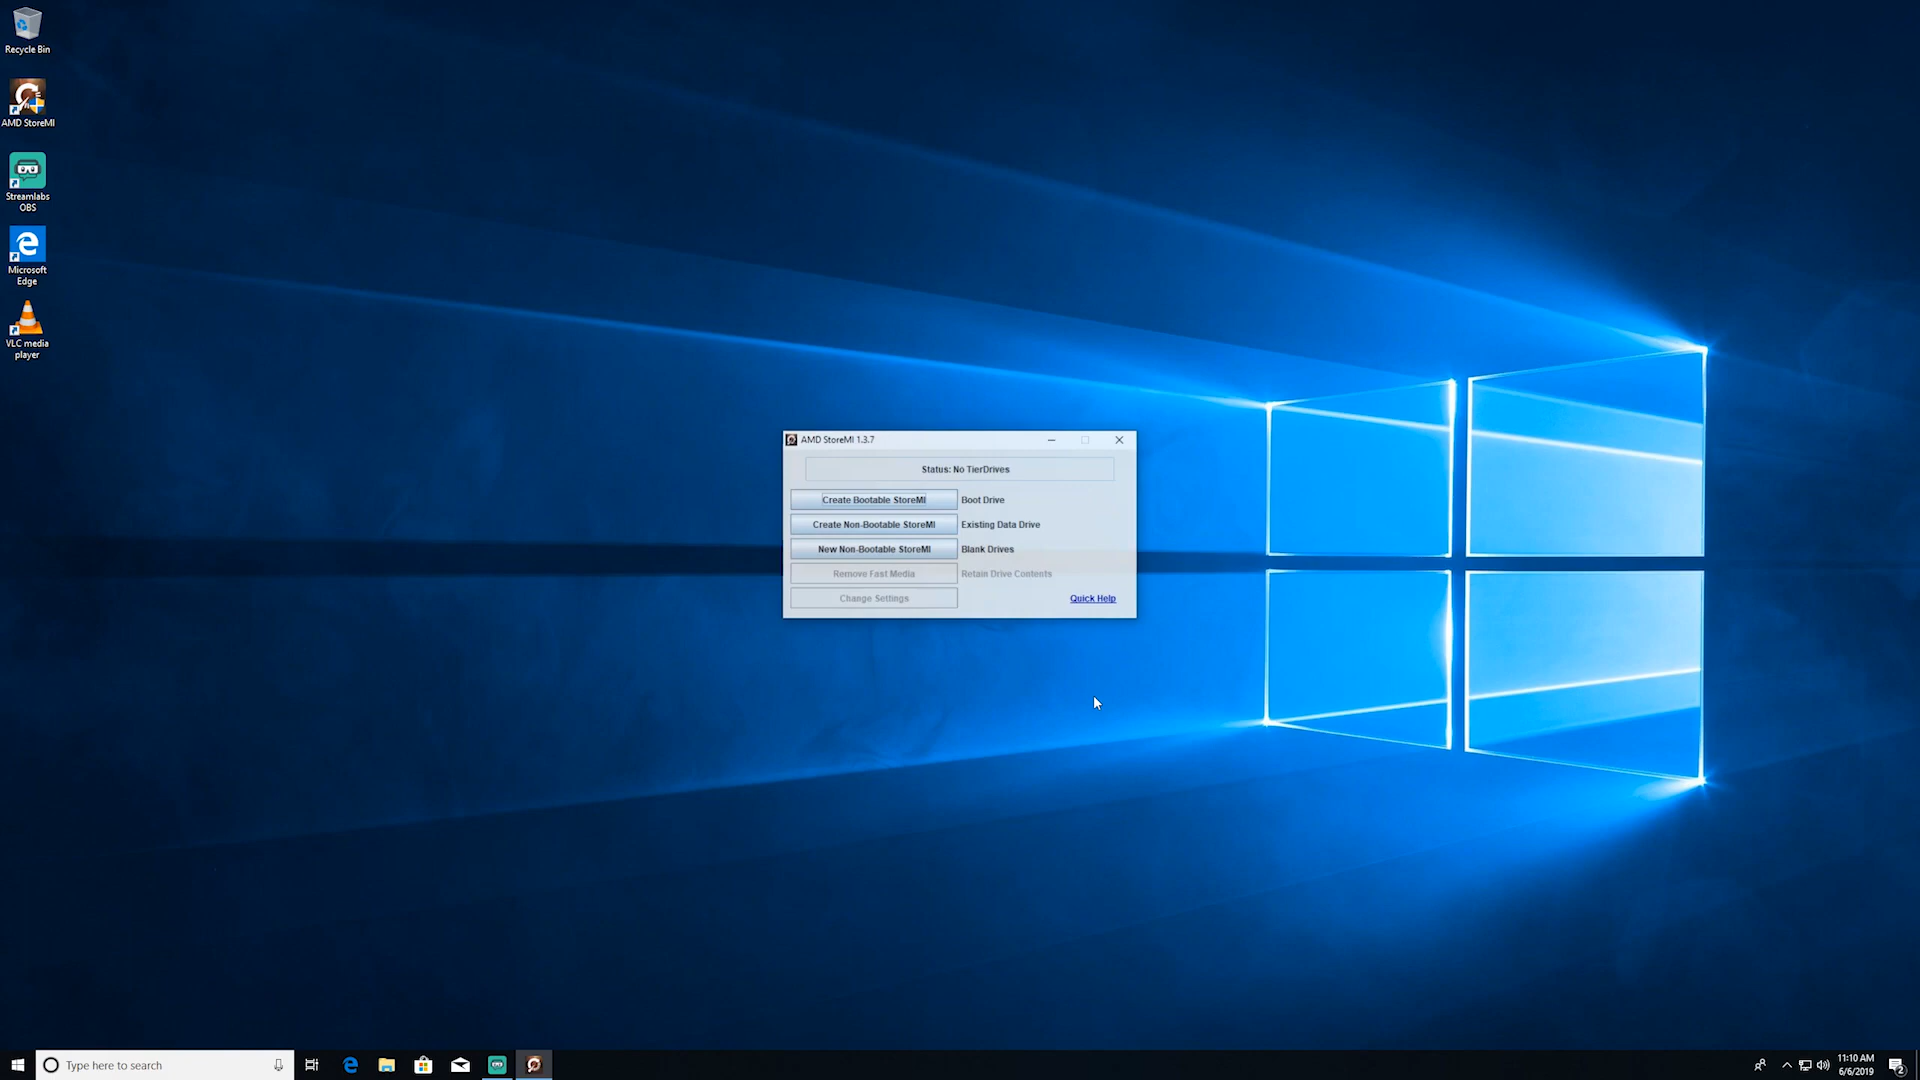 Recycle Bin
AMD StoreMI
Streamlabs
OBS
Microsoft
Edge
VLC media
player
AMD StoreMI 1.3.7
Status: No TierDrives
Create Bootable StoreMI Boot Drive
Create Non-Bootable StoreMI Existing Data Drive
New Non-Bootable StoreMI Blank Drives
Remove Fast Media Retain Drive Contents
Change Settings Quick Help
Type here to search
11:10 AM
6/6/2019
2